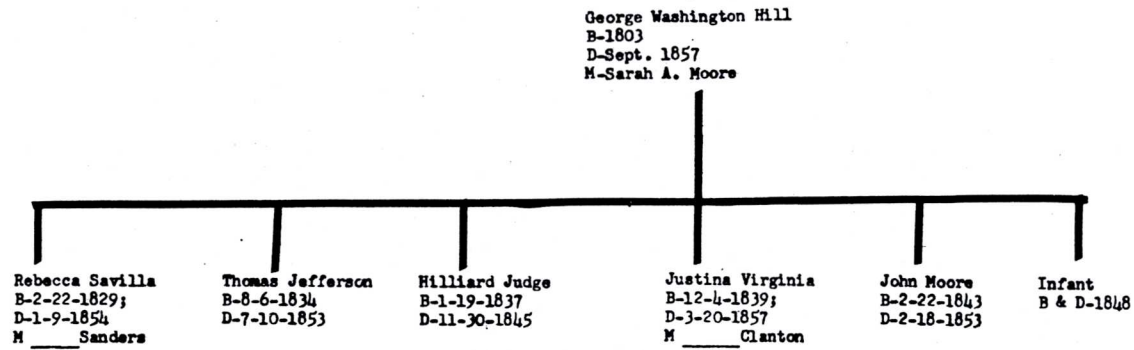 George Washington Hill
B-1803
D-Sept. 1857
M-Sarah A. Moore
Rebecca Savilla
B-2-22-1829;
D-1-9-1854
M _____Sanders
Thomas Jefferson
B-8-6-1834
D-7-10-1853
Hilliard Judge
B-1-19-1837
D-11-30-1845
Justina Virginia
B-12-4-1839;
D-3-20-1857
M ______Clanton
John Moore
B-2-22-1843
D-2-18-1853
Infant
B & D-1848